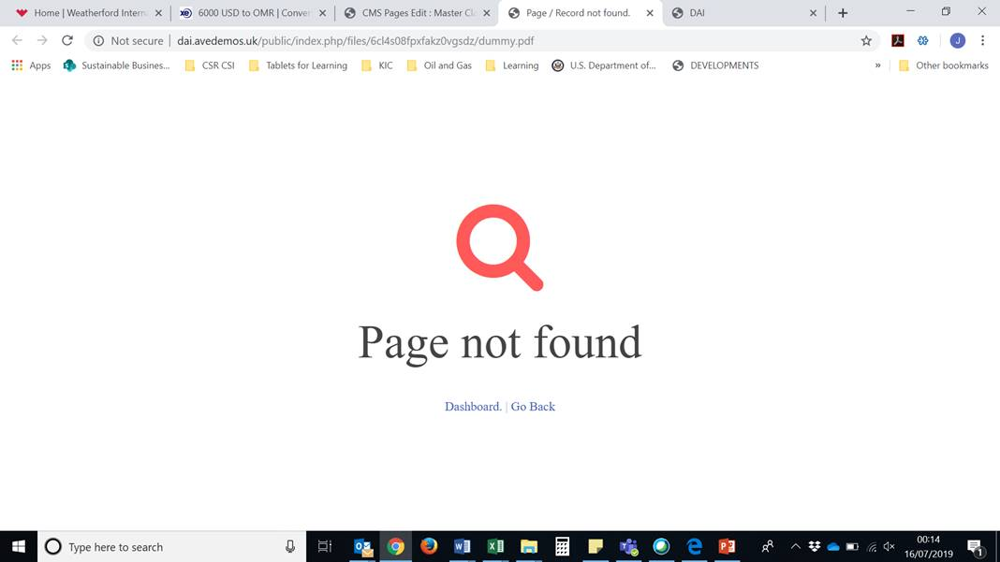 Home | Weatherford Interna
6000 USD to OMR | Conver
CMS Pages Edit : Master Cla
Page / Record not found.
DAI
Not secure | dai.avedemos.uk/public/index.php/files/6cl4s08fpxfakz0vgsdz/dummy.pdf
J
Apps
Sustainable Busines...
CSR CSI
Tablets for Learning
KIC
Oil and Gas
Learning
U.S. Department of...
DEVELOPMENTS
»
Other bookmarks
Page not found
Dashboard. | Go Back
Type here to search
00:14
16/07/2019
1